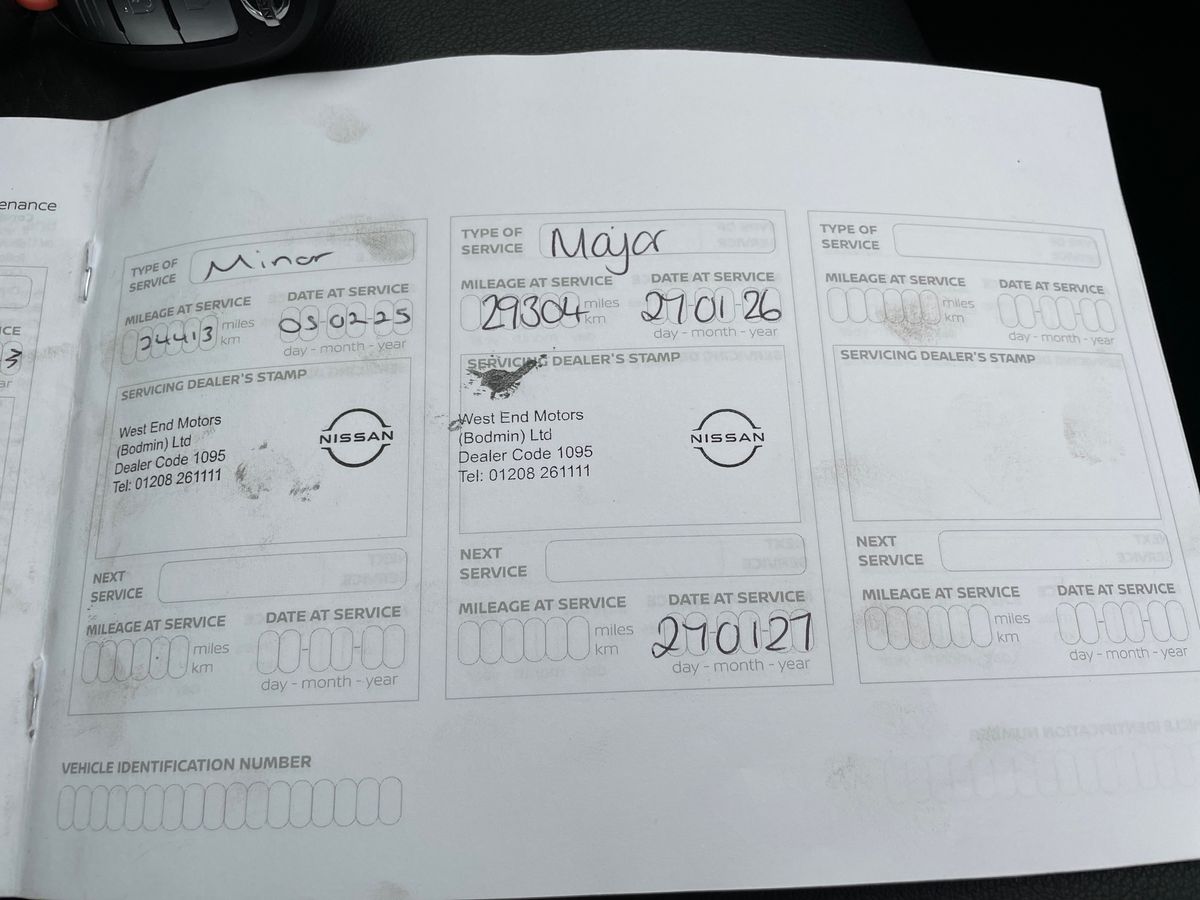 enance
CE
3
ar
TYPE OF SERVICE Minor
MILEAGE AT SERVICE DATE AT SERVICE
24413 miles km 05-02-25
day - month - year
SERVICING DEALER'S STAMP
West End Motors
(Bodmin) Ltd
Dealer Code 1095
Tel: 01208 261111
NISSAN
NEXT SERVICE
MILEAGE AT SERVICE DATE AT SERVICE
miles km
day - month - year
VEHICLE IDENTIFICATION NUMBER
TYPE OF SERVICE Major
MILEAGE AT SERVICE DATE AT SERVICE
29304 miles km 27-01-26
day - month - year
SERVICING DEALER'S STAMP
West End Motors
(Bodmin) Ltd
Dealer Code 1095
Tel: 01208 261111
NISSAN
NEXT SERVICE
MILEAGE AT SERVICE DATE AT SERVICE
miles km 270127
day - month - year
TYPE OF SERVICE
MILEAGE AT SERVICE DATE AT SERVICE
miles km
day - month - year
SERVICING DEALER'S STAMP
NEXT SERVICE
MILEAGE AT SERVICE DATE AT SERVICE
miles km
day - month - year